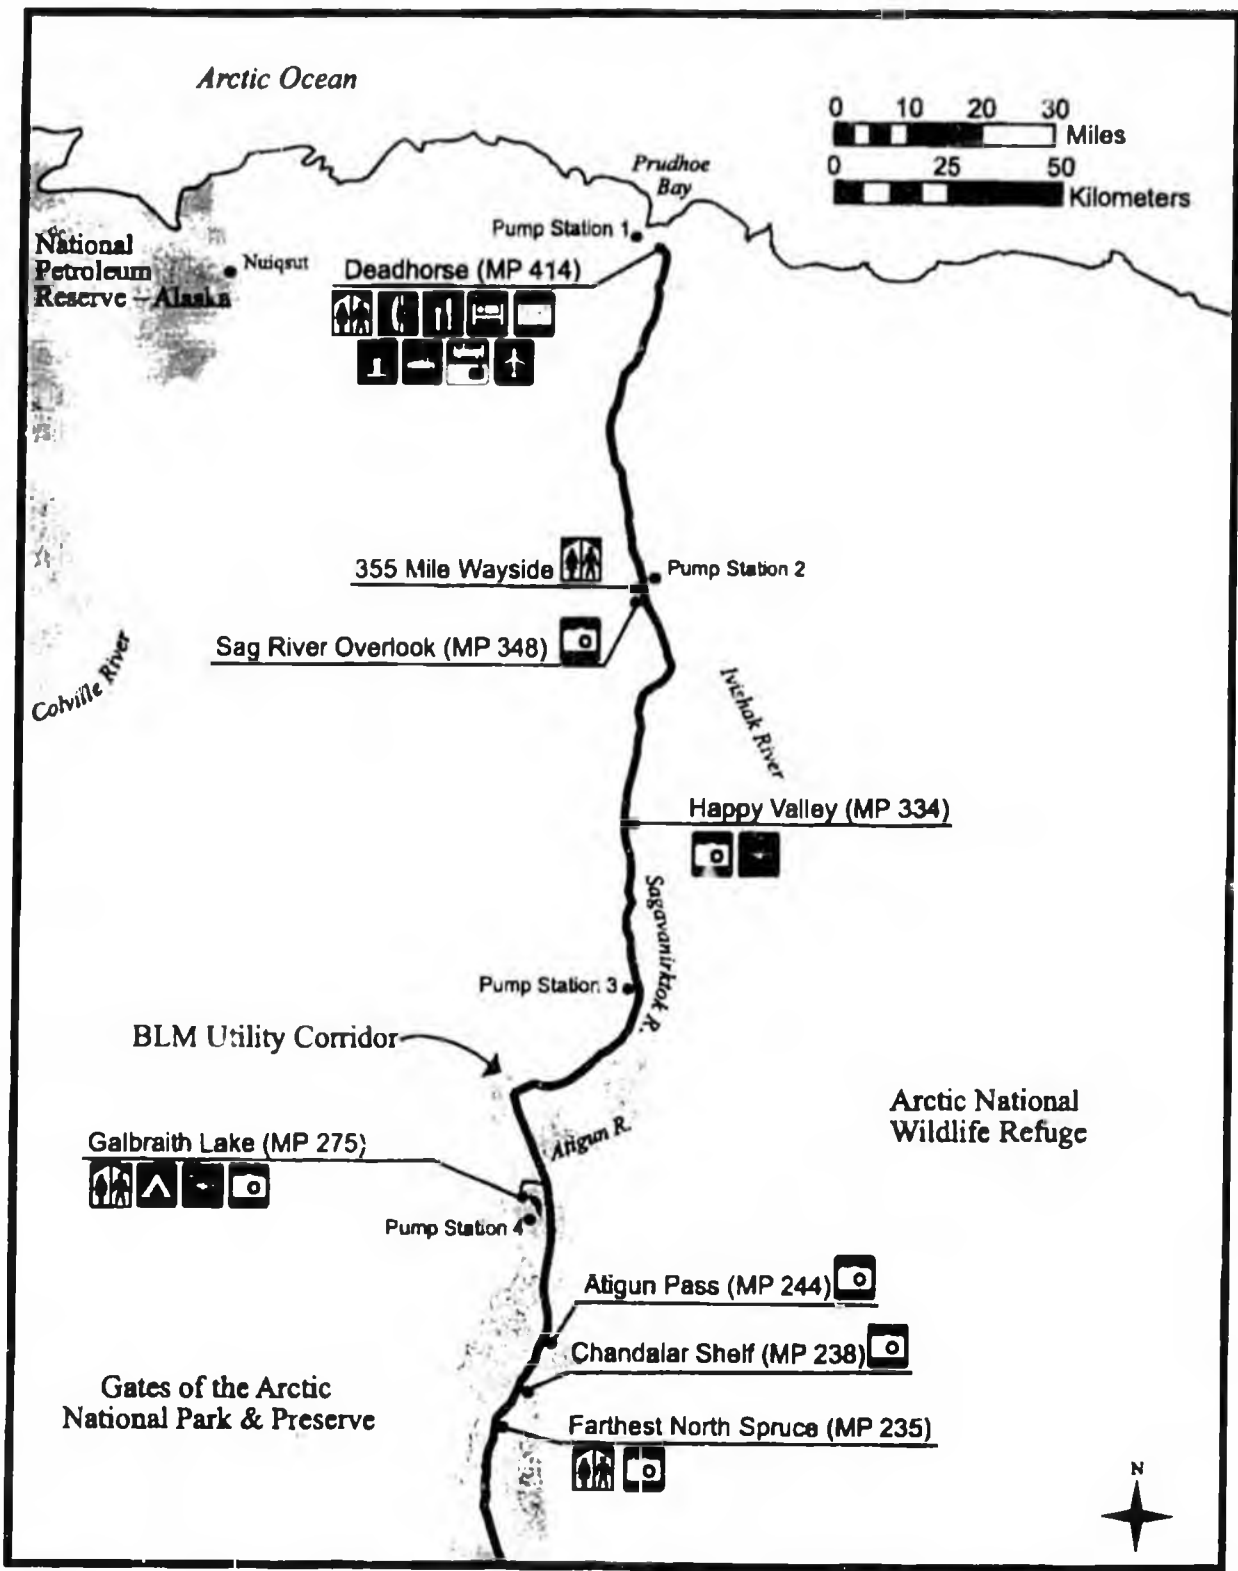 Arctic Ocean
0 10 20 30
Miles
0 25 50
Kilometers
Prudhoe
Bay
Pump Station 1
National
Petroleum
Reserve – Alaska
Nuiqsut
Deadhorse (MP 414)
355 Mile Wayside
Pump Station 2
Sag River Overlook (MP 348)
Colville River
Ivishak River
Happy Valley (MP 334)
Sagavanirktok R.
Pump Station 3
BLM Utility Corridor
Arctic National
Wildlife Refuge
Atigun R.
Galbraith Lake (MP 275)
Pump Station 4
Atigun Pass (MP 244)
Chandalar Shelf (MP 238)
Gates of the Arctic
National Park & Preserve
Farthest North Spruce (MP 235)
N